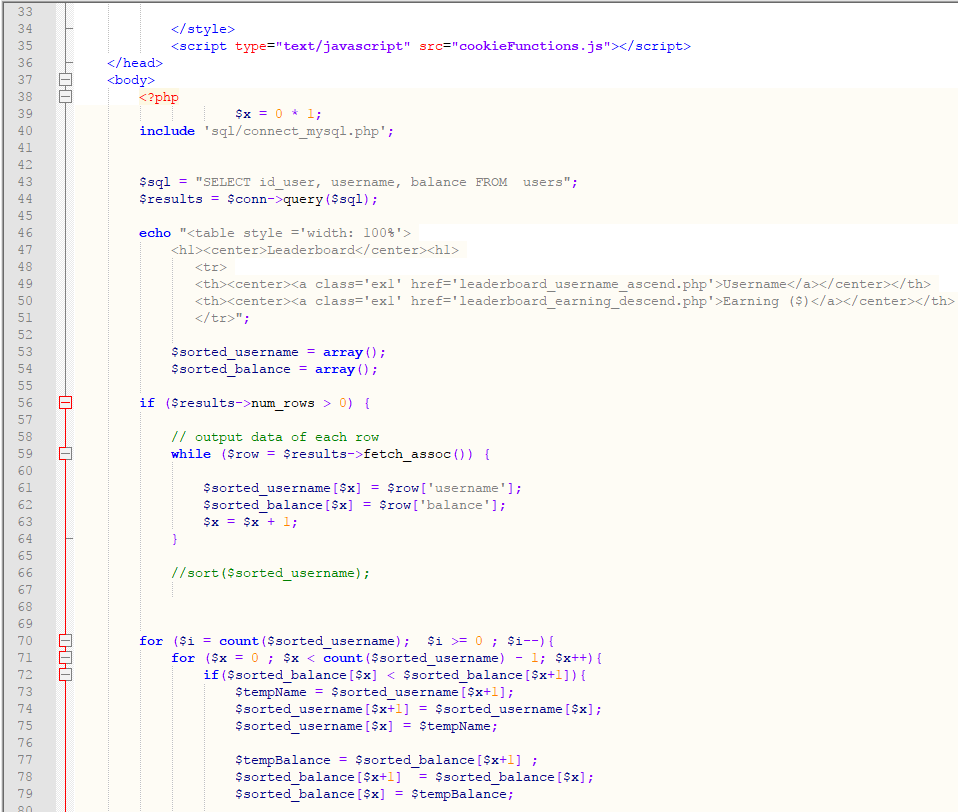 33
34 </style>
35 <script type="text/javascript" src="cookieFunctions.js"></script>
36 </head>
37 <body>
38 <?php
39 $x = 0 * 1;
40 include 'sql/connect_mysql.php';
41
42
43 $sql = "SELECT id_user, username, balance FROM  users";
44 $results = $conn->query($sql);
45
46 echo "<table style ='width: 100%'>
47 <h1><center>Leaderboard</center><h1>
48 <tr>
49 <th><center><a class='ex1' href='leaderboard_username_ascend.php'>Username</a></center></th>
50 <th><center><a class='ex1' href='leaderboard_earning_descend.php'>Earning ($)</a></center></th>
51 </tr>";
52
53 $sorted_username = array();
54 $sorted_balance = array();
55
56 if ($results->num_rows > 0) {
57
58 // output data of each row
59 while ($row = $results->fetch_assoc()) {
60
61 $sorted_username[$x] = $row['username'];
62 $sorted_balance[$x] = $row['balance'];
63 $x = $x + 1;
64 }
65
66 //sort($sorted_username);
67
68
69
70 for ($i = count($sorted_username);  $i >= 0 ; $i--){
71 for ($x = 0 ; $x < count($sorted_username) - 1; $x++){
72 if($sorted_balance[$x] < $sorted_balance[$x+1]){
73 $tempName = $sorted_username[$x+1];
74 $sorted_username[$x+1] = $sorted_username[$x];
75 $sorted_username[$x] = $tempName;
76
77 $tempBalance = $sorted_balance[$x+1] ;
78 $sorted_balance[$x+1]  = $sorted_balance[$x];
79 $sorted_balance[$x] = $tempBalance;
80